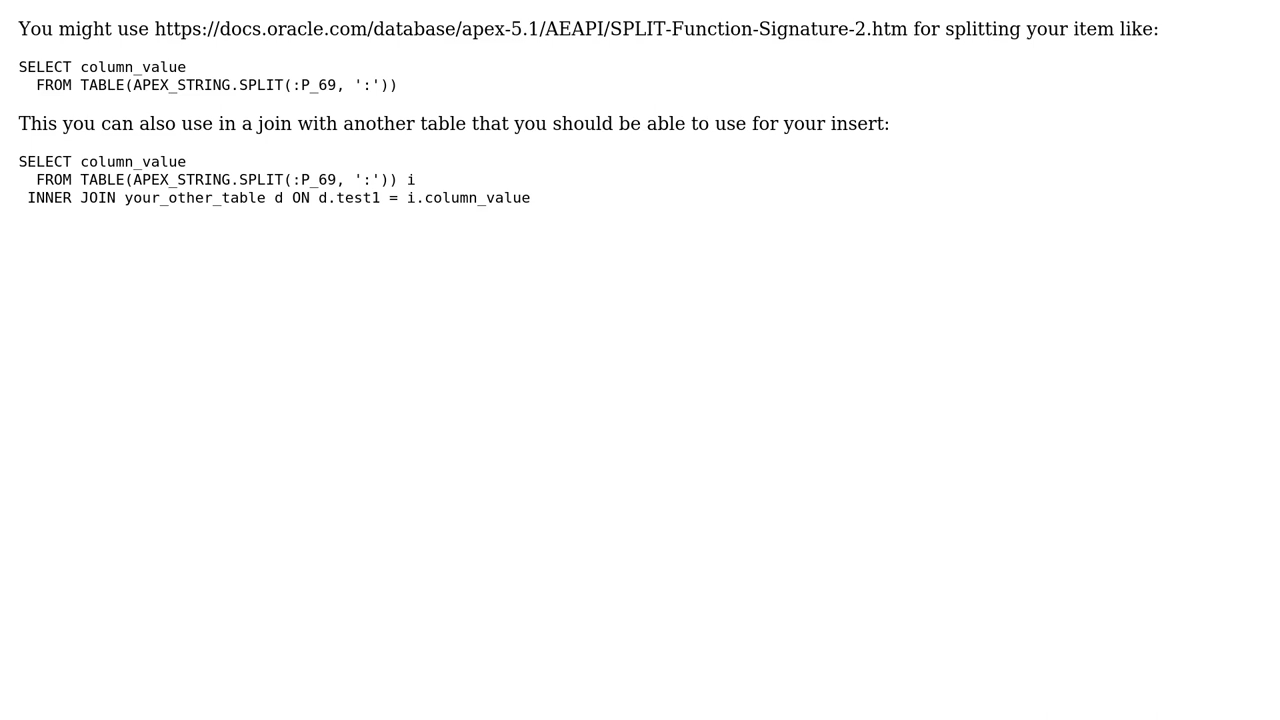 You might use https://docs.oracle.com/database/apex-5.1/AEAPI/SPLIT-Function-Signature-2.htm for splitting your item like:
SELECT column_value
  FROM TABLE(APEX_STRING.SPLIT(:P_69, ':'))
This you can also use in a join with another table that you should be able to use for your insert:
SELECT column_value
  FROM TABLE(APEX_STRING.SPLIT(:P_69, ':')) i
 INNER JOIN your_other_table d ON d.test1 = i.column_value